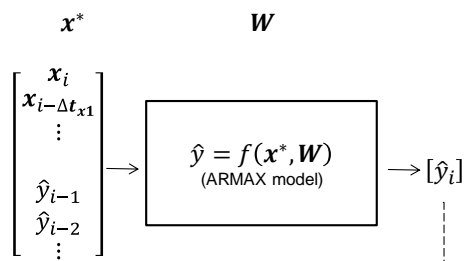 x* W
x_i
x_{i−Δt_{x1}}
⋮
ŷ_{i−1}
ŷ_{i−2}
⋮
ŷ = f(x*, W)
(ARMAX model)
[ŷ_i]